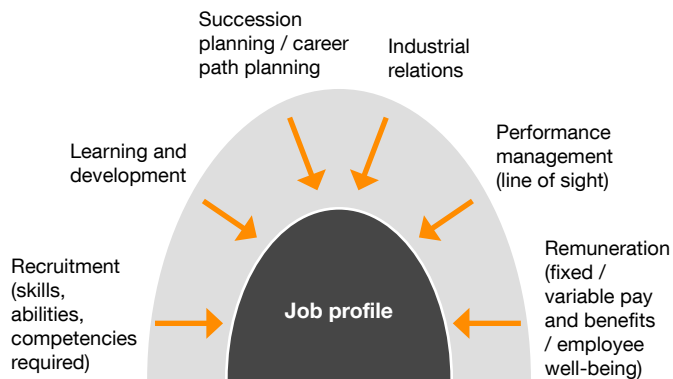 Succession
planning / career
path planning
Industrial
relations
Learning and
development
Performance
management
(line of sight)
Recruitment
(skills,
abilities,
competencies
required)
Job profile
Remuneration
(fixed /
variable pay
and benefits
/ employee
well-being)